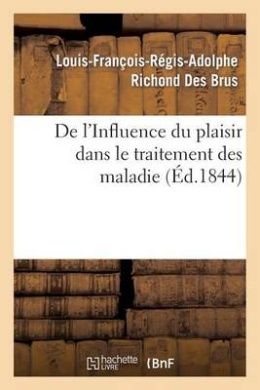 Louis-François-Régis-Adolphe
Richond Des Brus
De l'Influence du plaisir
dans le traitement des
maladie (Éd.1844)
hachette
LIVRE
{BnF